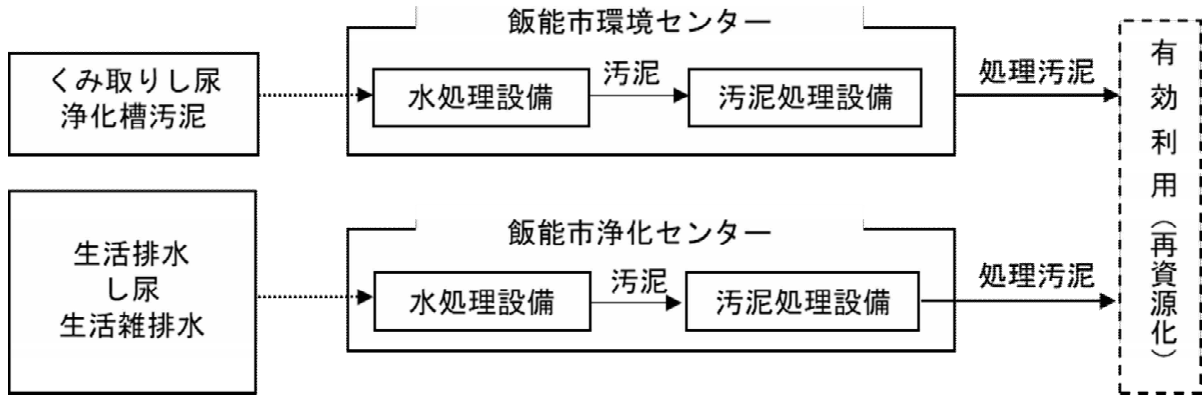 飯能市環境センター
くみ取りし尿
浄化槽汚泥
水処理設備
汚泥
汚泥処理設備
処理汚泥
生活排水
し尿
生活雑排水
飯能市浄化センター
水処理設備
汚泥
汚泥処理設備
処理汚泥
有効利用（再資源化）